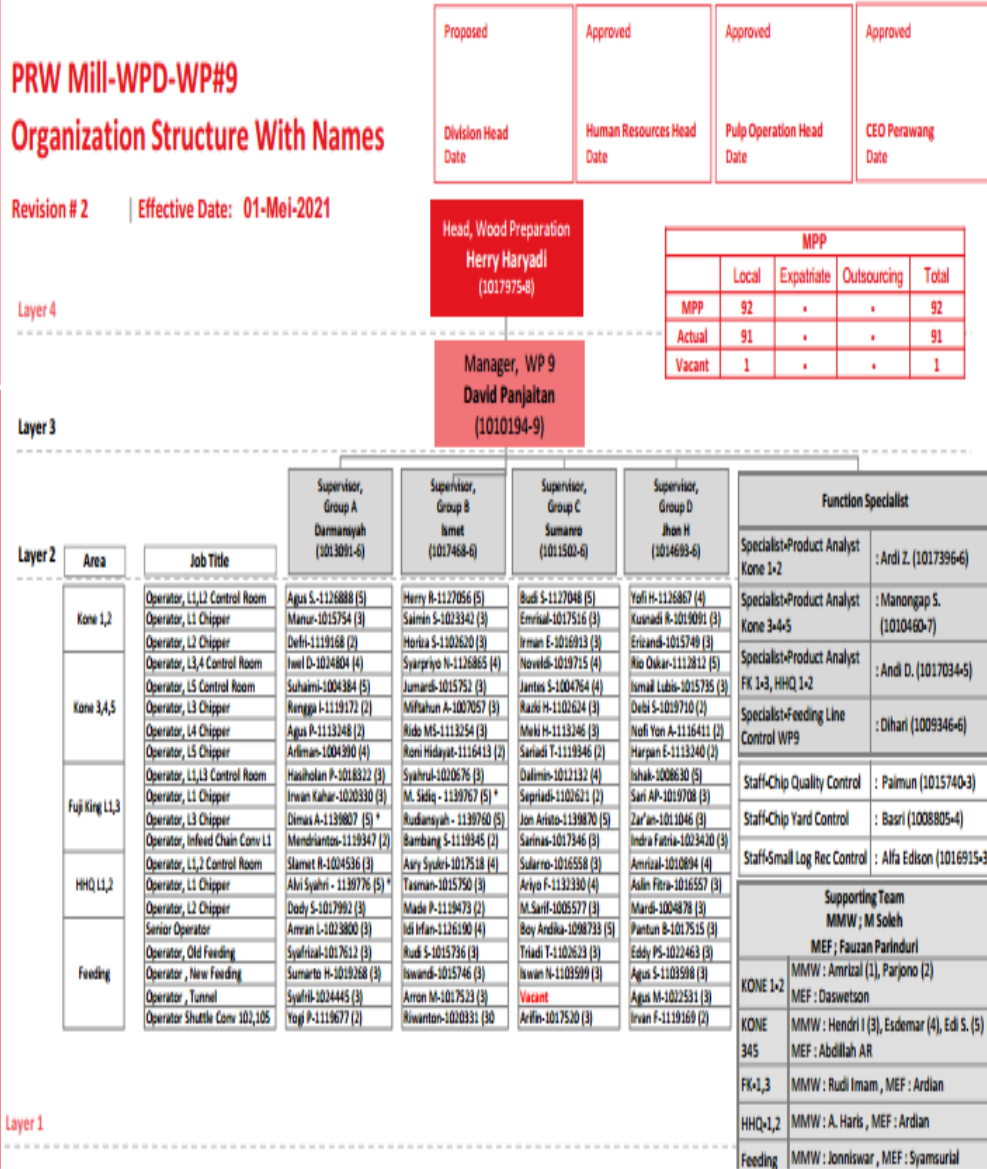 PRW Mill-WPD-WP#9
Organization Structure With Names
Revision # 2 | Effective Date: 01-Mei-2021
Proposed
Division Head
Date
Approved
Human Resources Head
Date
Approved
Pulp Operation Head
Date
Approved
CEO Perawang
Date
Head, Wood Preparation
Herry Haryadi
(1017975-8)
MPP
Local Expatriate Outsourcing Total
MPP 92 - - 92
Actual 91 - - 91
Vacant 1 - - 1
Layer 4
Manager, WP 9
David Panjaitan
(1010194-9)
Layer 3
Supervisor,
Group A
Darmansyah
(1013091-6)
Supervisor,
Group B
Ismet
(1017468-6)
Supervisor,
Group C
Sumanro
(1011502-6)
Supervisor,
Group D
Jhon H
(1014693-6)
Layer 2
Area Job Title
Kone 1,2
Operator, L1,L2 Control Room Agus S.-1126888 (5) Herry R-1127056 (5) Budi S-1127048 (5) Yofi H-1126867 (4)
Operator, L1 Chipper Manur-1015754 (3) Saimin S-1023342 (3) Emrisal-1017516 (3) Kusnadi R-1019091 (3)
Operator, L2 Chipper Defri-1119168 (2) Horiza S-1102620 (3) Irman E-1016913 (3) Erizandi-1015749 (3)
Kone 3,4,5
Operator, L3,4 Control Room Iwel D-1024804 (4) Syarpriyo N-1126865 (4) Noveldi-1019715 (4) Rio Oskar-1112812 (5)
Operator, L5 Control Room Suhaimi-1004384 (5) Jumardi-1015752 (3) Jantes S-1004764 (4) Ismail Lubis-1015735 (3)
Operator, L3 Chipper Rengga I-1119172 (2) Miftahun A-1007057 (3) Razki H-1102624 (3) Debi S-1019710 (2)
Operator, L4 Chipper Agus P-1113248 (2) Rido MS-1113254 (3) Meki H-1113246 (3) Nofi Yon A-1116411 (2)
Operator, L5 Chipper Arliman-1004390 (4) Roni Hidayat-1116413 (2) Sariadi T-1119346 (2) Harpan E-1113240 (2)
Fuji King L1,3
Operator, L1,L3 Control Room Hasiholan P-1018322 (3) Syahrul-1020676 (3) Dalimin-1012132 (4) Ishak-1008630 (5)
Operator, L1 Chipper Irwan Kahar-1020330 (3) M. Sidiq - 1139767 (5) * Sepriadi-1102621 (2) Sari AP-1019708 (3)
Operator, L3 Chipper Dimas A-1139807 (5) * Rudiansyah - 1139760 (5) Jon Aristo-1139870 (5) Zar'an-1011046 (3)
Operator, Infeed Chain Conv L1 Mendriantos-1119347 (2) Bambang S-1119345 (2) Sarinas-1017346 (3) Indra Fatria-1023420 (3)
HHQ L1,2
Operator, L1,2 Control Room Slamet R-1024536 (3) Asry Syukri-1017518 (4) Sularno-1016558 (3) Amrizal-1010894 (4)
Operator, L1 Chipper Alvi Syahri - 1139776 (5) * Tasman-1015750 (3) Ariyo F-1132330 (4) Aslin Fitra-1016557 (3)
Operator, L2 Chipper Dody S-1017992 (3) Made P-1119473 (2) M.Sarif-1005577 (3) Mardi-1004878 (3)
Feeding
Senior Operator Amran L-1023800 (3) Idi Irfan-1126190 (4) Boy Andika-1098733 (5) Pantun B-1017515 (3)
Operator, Old Feeding Syafrizal-1017612 (3) Rudi S-1015736 (3) Triadi T-1102623 (3) Eddy PS-1022463 (3)
Operator , New Feeding Sumarto H-1019268 (3) Iswandi-1015746 (3) Iswan N-1103599 (3) Agus S-1103598 (3)
Operator , Tunnel Syafril-1024445 (3) Arron M-1017523 (3) Vacant Agus M-1022531 (3)
Operator Shuttle Conv 102,105 Yogi P-1119677 (2) Riwanton-1020331 (30 Arifin-1017520 (3) Irvan F-1119169 (2)
Function Specialist
Specialist-Product Analyst
Kone 1-2
: Ardi Z. (1017396-6)
Specialist-Product Analyst
Kone 3-4-5
: Manongap S.
(1010460-7)
Specialist-Product Analyst
FK 1-3, HHQ 1-2
: Andi D. (1017034-5)
Specialist-Feeding Line
Control WP9
: Dihari (1009346-6)
Staff-Chip Quality Control : Paimun (1015740-3)
Staff-Chip Yard Control : Basri (1008805-4)
Staff-Small Log Rec Control : Alfa Edison (1016915-3
Supporting Team
MMW ; M Soleh
MEF ; Fauzan Parinduri
KONE 1-2
MMW : Amrizal (1), Parjono (2)
MEF : Daswetson
KONE
345
MMW : Hendri I (3), Esdemar (4), Edi S. (5)
MEF : Abdillah AR
FK-1,3 MMW : Rudi Imam , MEF : Ardian
HHQ-1,2 MMW : A. Haris , MEF : Ardian
Feeding MMW : Jonniswar , MEF : Syamsurial
Layer 1